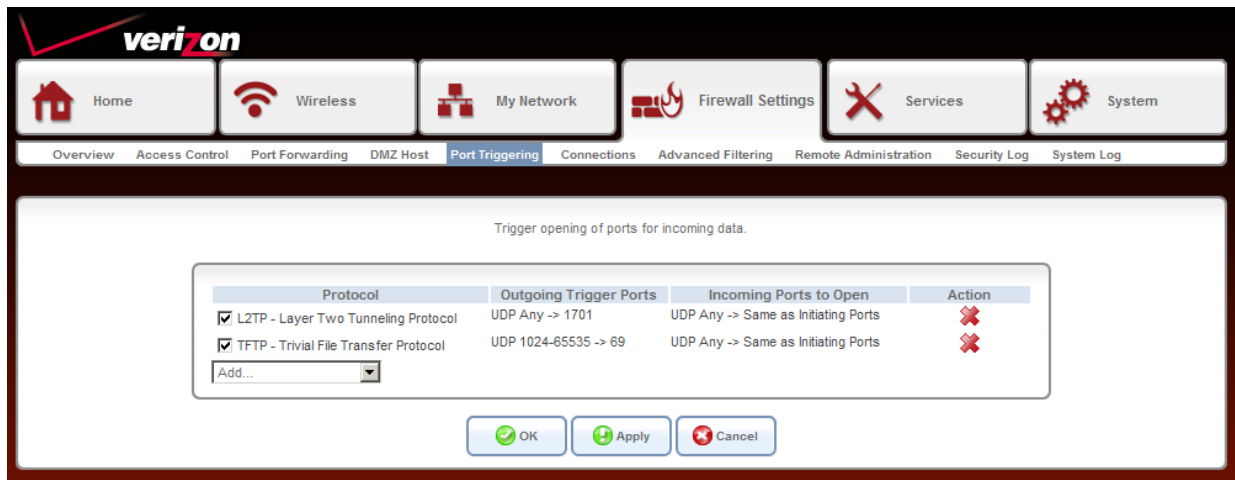 verizon
Home Wireless My Network Firewall Settings Services System
Overview Access Control Port Forwarding DMZ Host Port Triggering Connections Advanced Filtering Remote Administration Security Log System Log
Trigger opening of ports for incoming data.
Protocol Outgoing Trigger Ports Incoming Ports to Open Action
L2TP - Layer Two Tunneling Protocol UDP Any -> 1701 UDP Any -> Same as Initiating Ports
TFTP - Trivial File Transfer Protocol UDP 1024-65535 -> 69 UDP Any -> Same as Initiating Ports
Add...
OK Apply Cancel